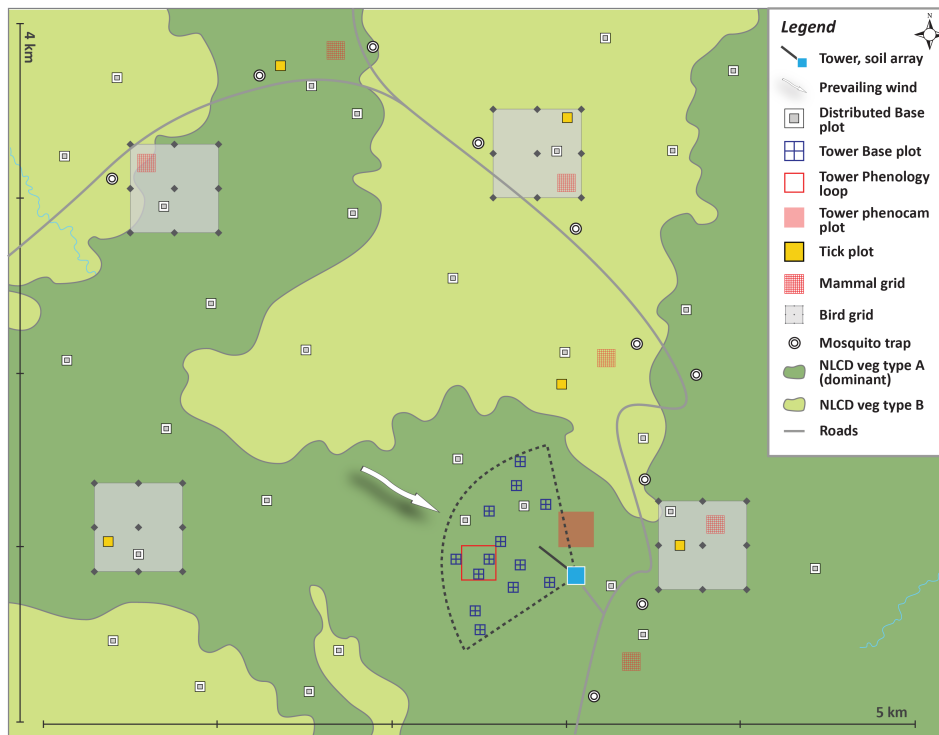 4 km
Legend
N
Tower, soil array
Prevailing wind
Distributed Base
plot
Tower Base plot
Tower Phenology
loop
Tower phenocam
plot
Tick plot
Mammal grid
Bird grid
Mosquito trap
NLCD veg type A
(dominant)
NLCD veg type B
Roads
5 km